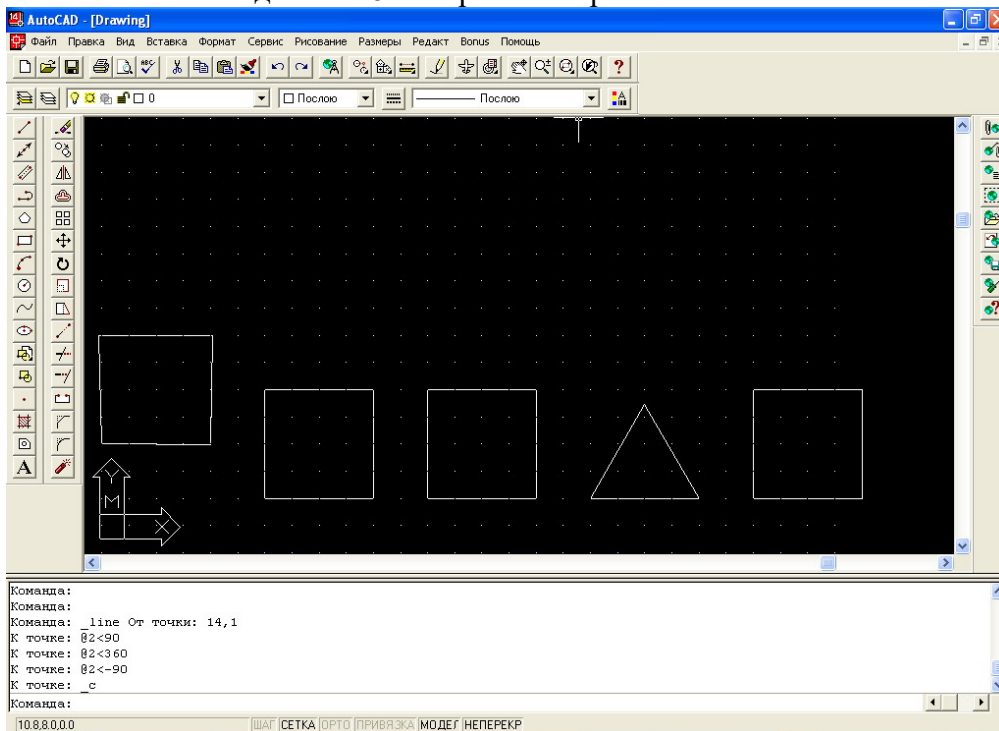 AutoCAD - [Drawing]
Файл Правка Вид Вставка Формат Сервис Рисование Размеры Редакт Bonus Помощь
0 Послою Послою
Y
M
X
Команда:
Команда:
Команда: _line От точки: 14,1
К точке: @2<90
К точке: @2<360
К точке: @2<-90
К точке: _c
Команда:
10.8,8.0,0.0 ШАГ СЕТКА ОРТО ПРИВЯЗКА МОДЕГ НЕПЕРЕКР